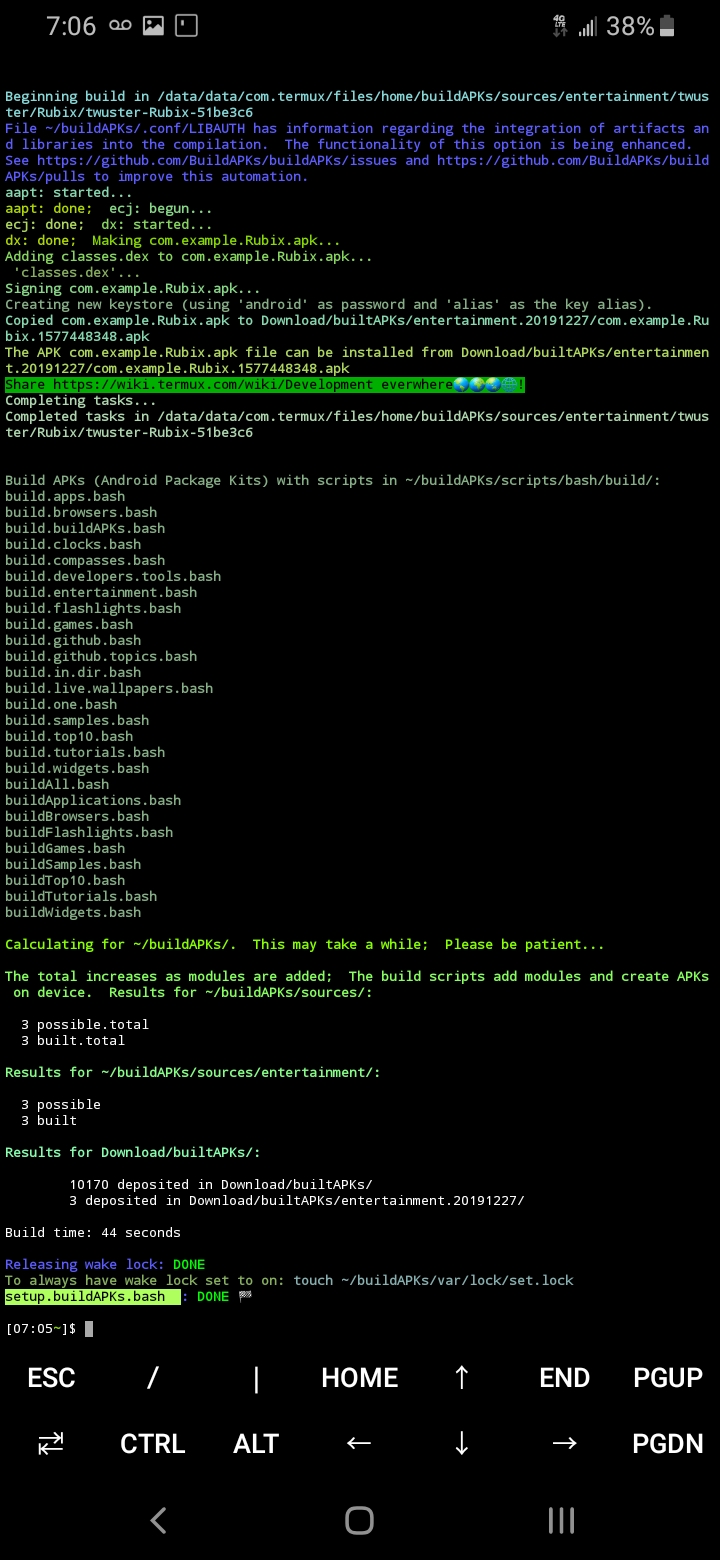 7:06 4G LTE 38%
Beginning build in /data/data/com.termux/files/home/buildAPKs/sources/entertainment/twus
ter/Rubix/twuster-Rubix-51be3c6
File ~/buildAPKs/.conf/LIBAUTH has information regarding the integration of artifacts an
d libraries into the compilation.  The functionality of this option is being enhanced.
See https://github.com/BuildAPKs/buildAPKs/issues and https://github.com/BuildAPKs/build
APKs/pulls to improve this automation.
aapt: started...
aapt: done;  ecj: begun...
ecj: done;  dx: started...
dx: done;  Making com.example.Rubix.apk...
Adding classes.dex to com.example.Rubix.apk...
 'classes.dex'...
Signing com.example.Rubix.apk...
Creating new keystore (using 'android' as password and 'alias' as the key alias).
Copied com.example.Rubix.apk to Download/builtAPKs/entertainment.20191227/com.example.Ru
bix.1577448348.apk
The APK com.example.Rubix.apk file can be installed from Download/builtAPKs/entertainmen
t.20191227/com.example.Rubix.1577448348.apk
Share https://wiki.termux.com/wiki/Development everwhere🌎🌍🌏🌐!
Completing tasks...
Completed tasks in /data/data/com.termux/files/home/buildAPKs/sources/entertainment/twus
ter/Rubix/twuster-Rubix-51be3c6
Build APKs (Android Package Kits) with scripts in ~/buildAPKs/scripts/bash/build/:
build.apps.bash
build.browsers.bash
build.buildAPKs.bash
build.clocks.bash
build.compasses.bash
build.developers.tools.bash
build.entertainment.bash
build.flashlights.bash
build.games.bash
build.github.bash
build.github.topics.bash
build.in.dir.bash
build.live.wallpapers.bash
build.one.bash
build.samples.bash
build.top10.bash
build.tutorials.bash
build.widgets.bash
buildAll.bash
buildApplications.bash
buildBrowsers.bash
buildFlashlights.bash
buildGames.bash
buildSamples.bash
buildTop10.bash
buildTutorials.bash
buildWidgets.bash
Calculating for ~/buildAPKs/.  This may take a while;  Please be patient...
The total increases as modules are added;  The build scripts add modules and create APKs
 on device.  Results for ~/buildAPKs/sources/:
  3 possible.total
  3 built.total
Results for ~/buildAPKs/sources/entertainment/:
  3 possible
  3 built
Results for Download/builtAPKs/:
        10170 deposited in Download/builtAPKs/
        3 deposited in Download/builtAPKs/entertainment.20191227/
Build time: 44 seconds
Releasing wake lock: DONE
To always have wake lock set to on: touch ~/buildAPKs/var/lock/set.lock
setup.buildAPKs.bash  : DONE 🏁
[07:05~]$
ESC / | HOME ↑ END PGUP
CTRL ALT ← ↓ → PGDN